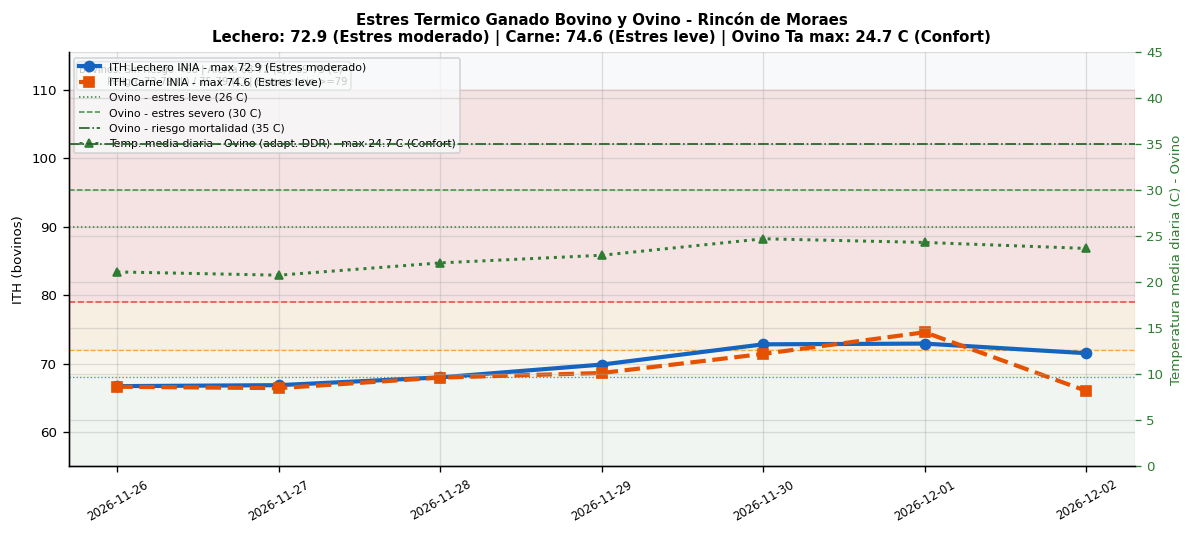 Estres Termico Ganado Bovino y Ovino - Rincón de Moraes
Lechero: 72.9 (Estres moderado) | Carne: 74.6 (Estres leve) | Ovino Ta max: 24.7 C (Confort)
ITH Lechero INIA - max 72.9 (Estres moderado)
ITH Carne INIA - max 74.6 (Estres leve)
Ovino - estres leve (26 C)
Ovino - estres severo (30 C)
Ovino - riesgo mortalidad (35 C)
Temp. media diaria - Ovino (adapt. DDR) - max 24.7 C (Confort)
>=79
ITH (bovinos)
110
100
90
80
70
60
Temperatura media diaria (C) - Ovino
45
40
35
30
25
20
15
10
5
0
2026-11-26
2026-11-27
2026-11-28
2026-11-29
2026-11-30
2026-12-01
2026-12-02